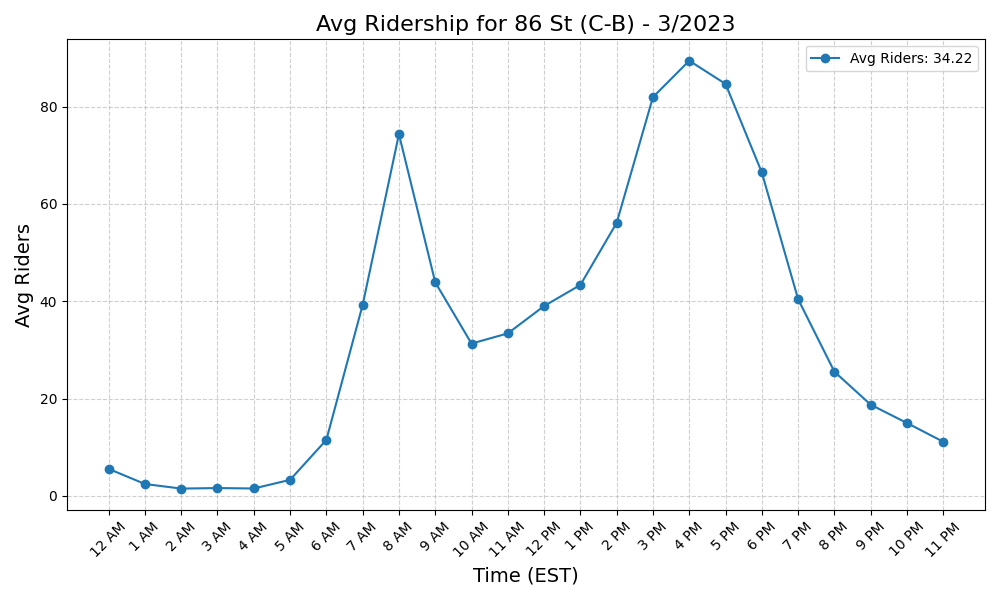 Avg Ridership for 86 St (C-B) - 3/2023
Avg Riders: 34.22
Avg Riders
80
60
40
20
0
12 AM
1 AM
2 AM
3 AM
4 AM
5 AM
6 AM
7 AM
8 AM
9 AM
10 AM
11 AM
12 PM
1 PM
2 PM
3 PM
4 PM
5 PM
6 PM
7 PM
8 PM
9 PM
10 PM
11 PM
Time (EST)